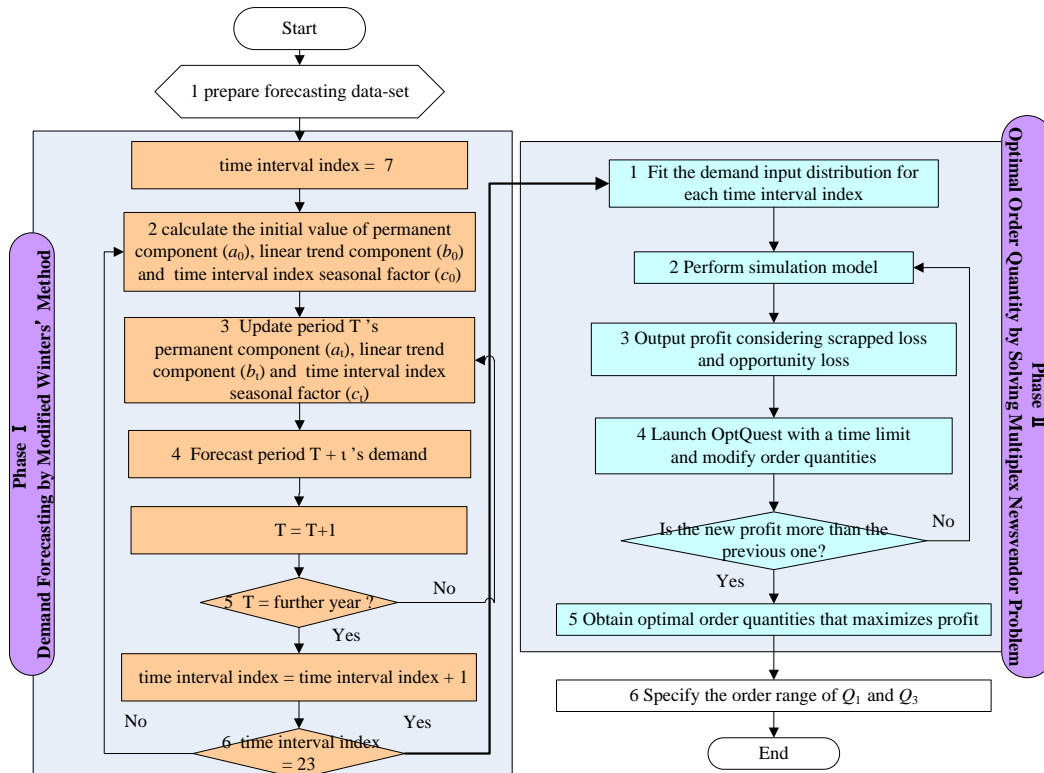 Start
1 prepare forecasting data-set
Phase Ⅰ
Demand Forecasting by Modified Winters' Method
time interval index = 7
2 calculate the initial value of permanent
component (a0), linear trend component (b0)
and time interval index seasonal factor (c0)
3 Update period T 's
permanent component (at), linear trend
component (bt) and time interval index
seasonal factor (ct)
4 Forecast period T + ι 's demand
T = T+1
5 T = further year ?
No
Yes
time interval index = time interval index + 1
No
Yes
6 time interval index
= 23
Phase Ⅱ
Optimal Order Quantity by Solving Multiplex Newsvendor Problem
1 Fit the demand input distribution for
each time interval index
2 Perform simulation model
3 Output profit considering scrapped loss
and opportunity loss
4 Launch OptQuest with a time limit
and modify order quantities
Is the new profit more than the
previous one?
No
Yes
5 Obtain optimal order quantities that maximizes profit
6 Specify the order range of Q1 and Q3
End